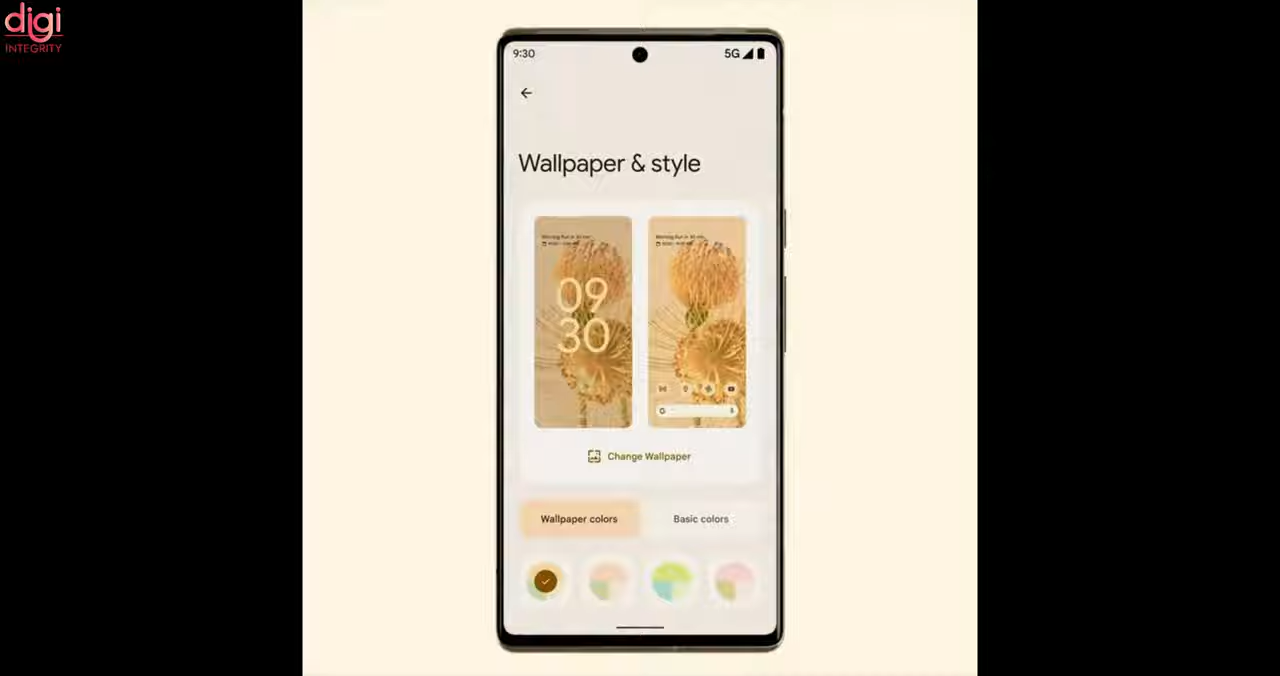 digi
INTEGRITY
9:30
5G
Wallpaper & style
09
30
Change Wallpaper
Wallpaper colors
Basic colors